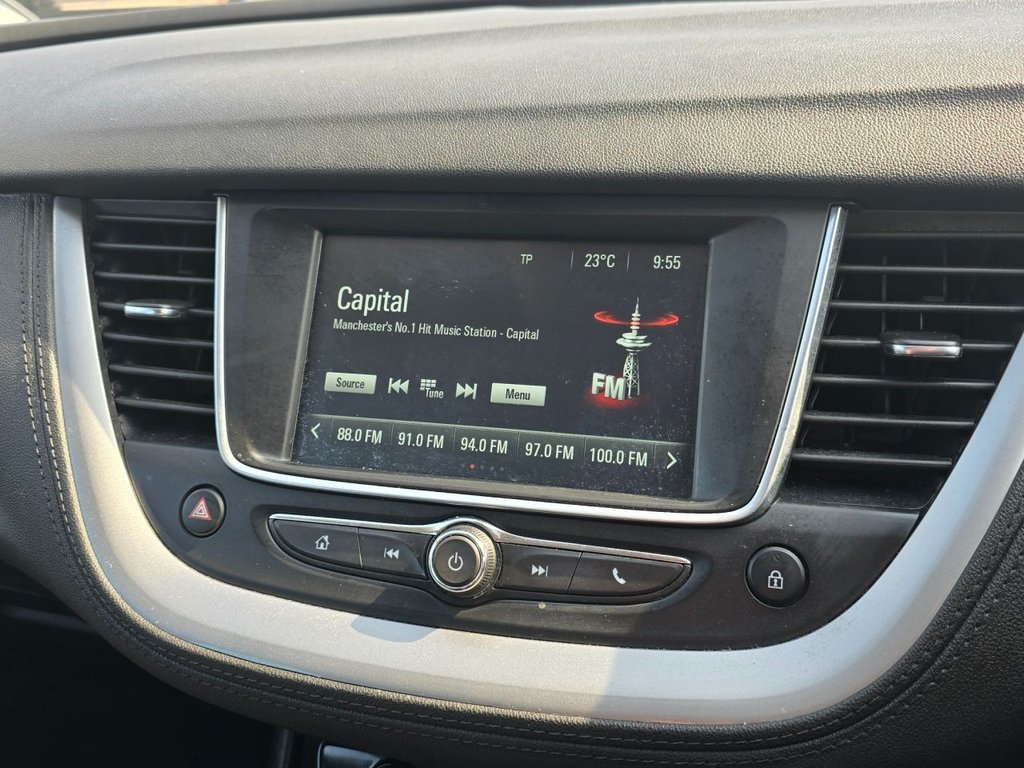 TP 23°C 9:55
Capital
Manchester's No.1 Hit Music Station - Capital
FM
Source Tune Menu
88.0 FM 91.0 FM 94.0 FM 97.0 FM 100.0 FM